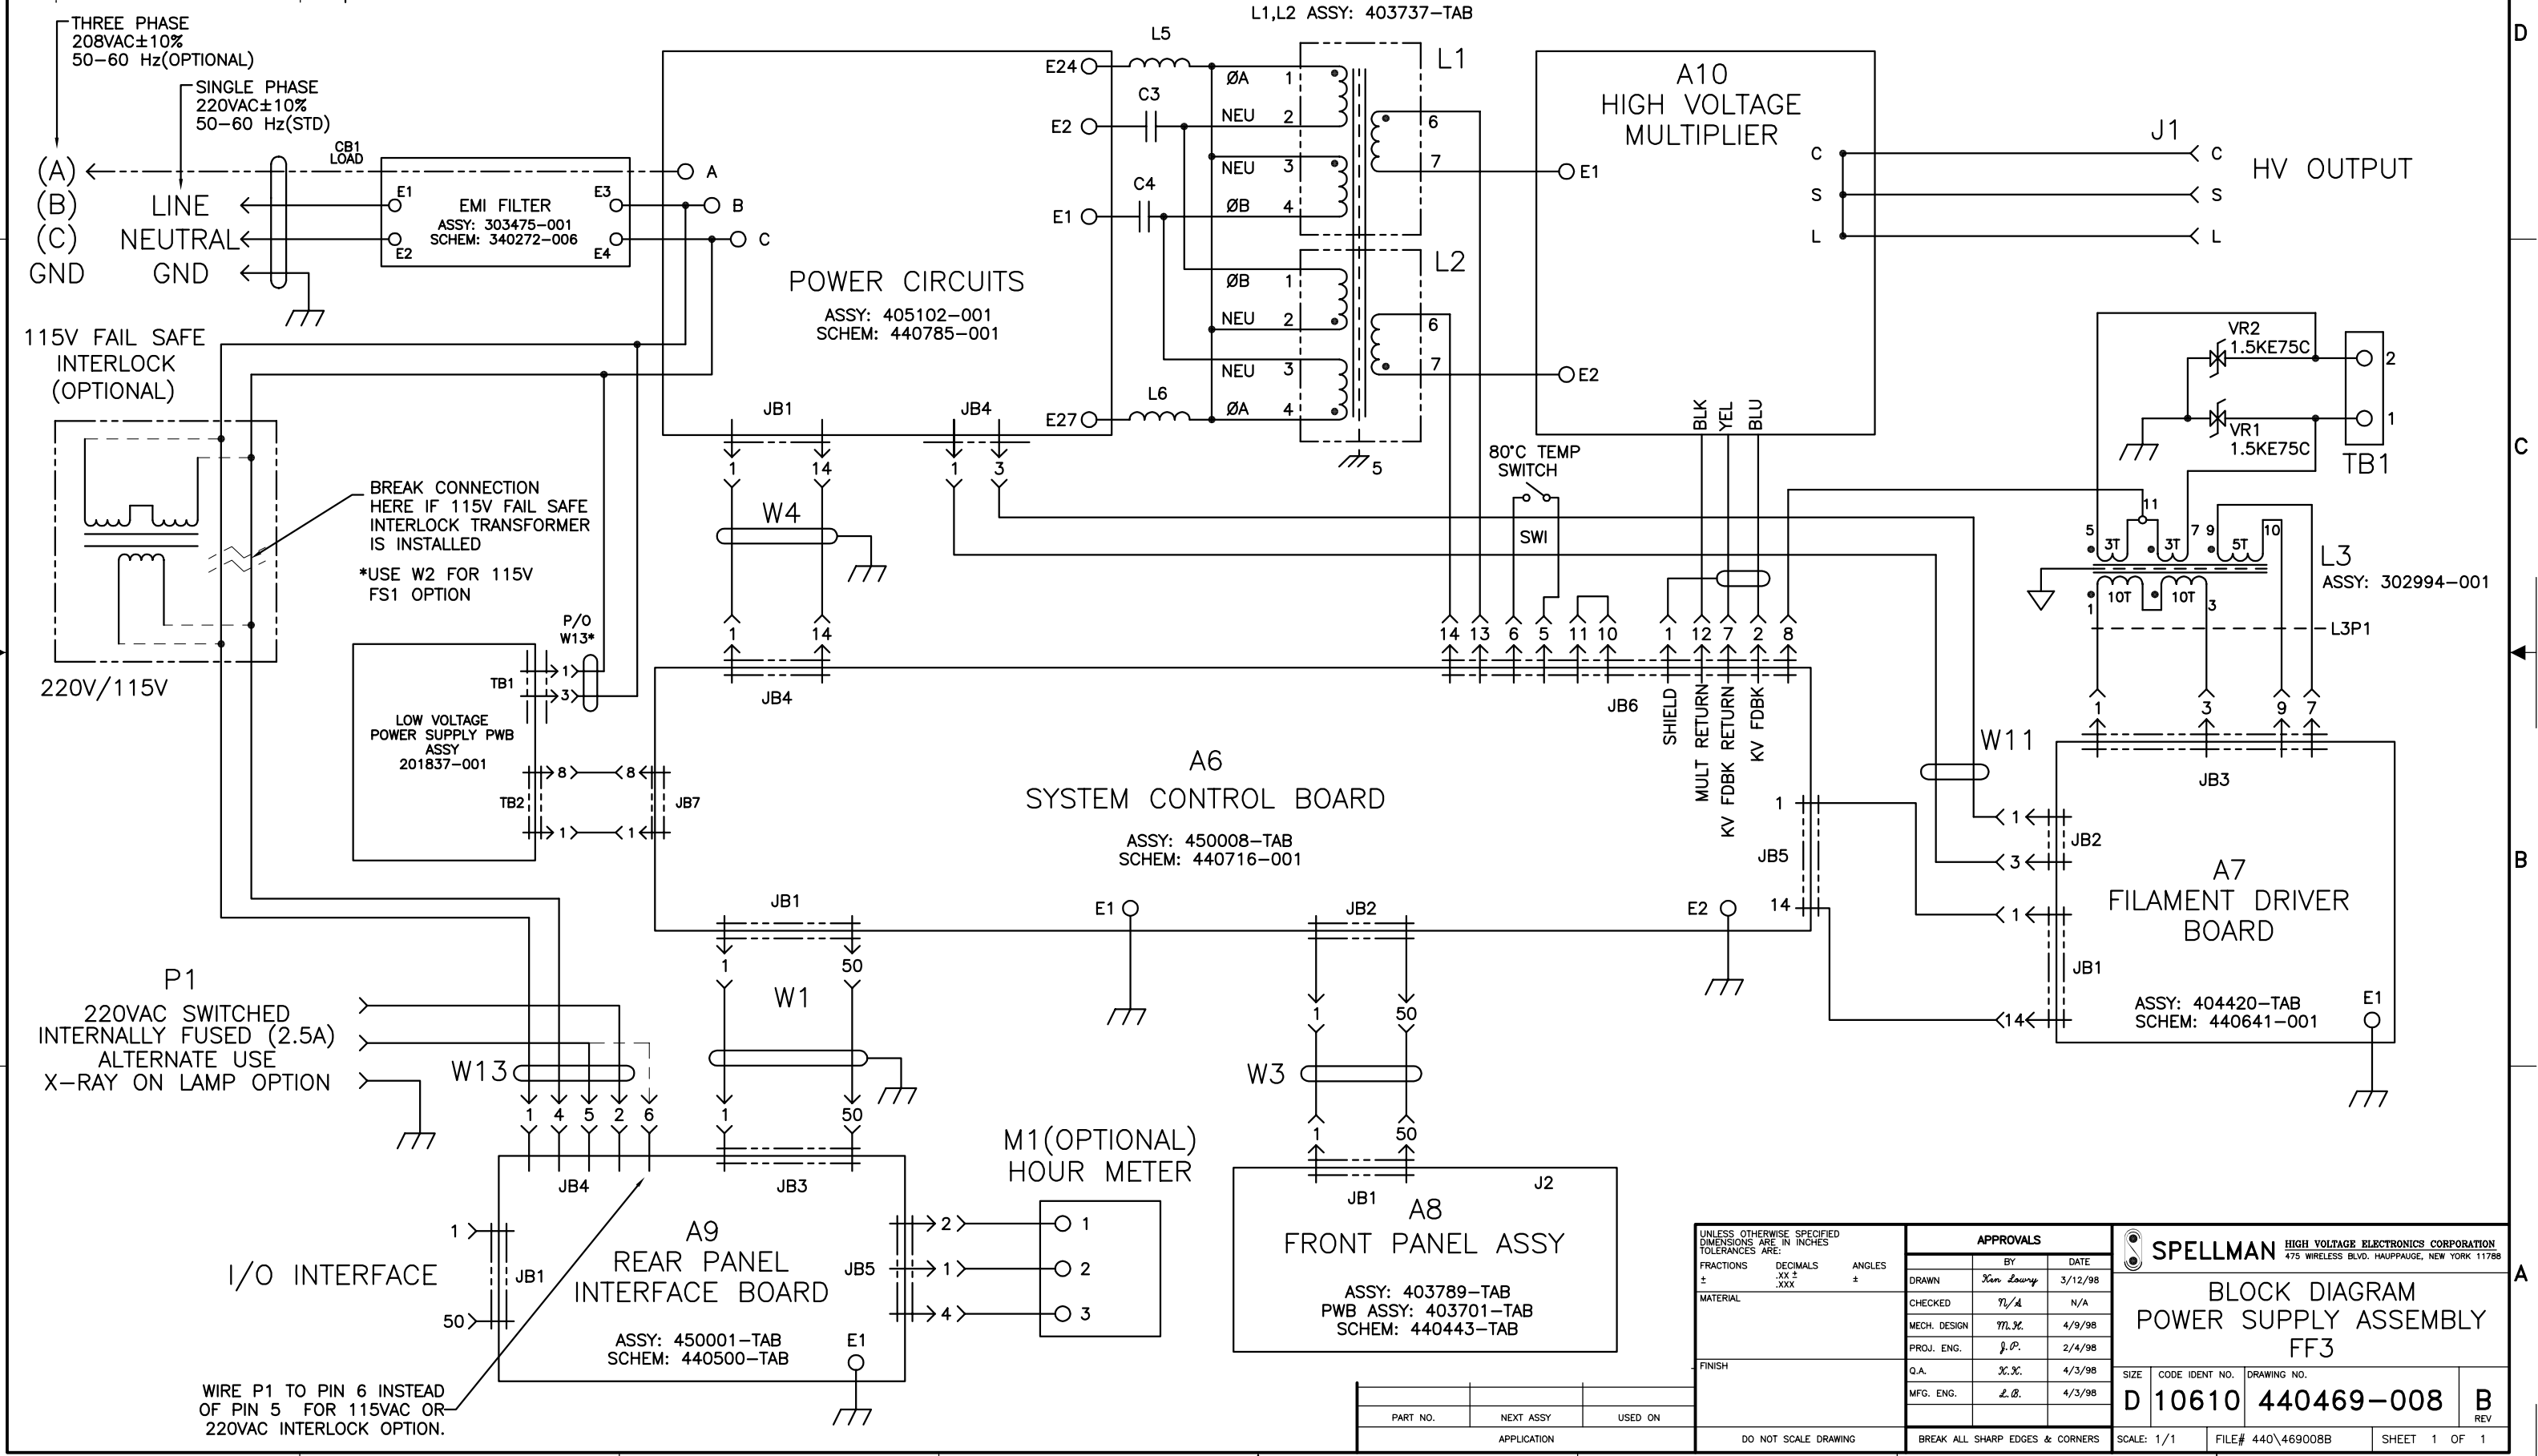 L1,L2 ASSY: 403737-TAB
D
THREE PHASE
208VAC±10%
50-60 Hz(OPTIONAL)
SINGLE PHASE
220VAC±10%
50-60 Hz(STD)
(A)
(B)
(C)
GND
LINE
NEUTRAL
GND
CB1
LOAD
E1
E2
EMI FILTER
ASSY: 303475-001
SCHEM: 340272-006
E3
E4
A
B
C
POWER CIRCUITS
ASSY: 405102-001
SCHEM: 440785-001
E24
E2
E1
E27
JB1
JB4
L5
C3
C4
L6
ØA 1
NEU 2
NEU 3
ØB 4
L1
6
7
ØB 1
NEU 2
NEU 3
ØA 4
L2
6
7
5
A10
HIGH VOLTAGE
MULTIPLIER
E1
E2
C
S
L
BLK
YEL
BLU
J1
C
S
L
HV OUTPUT
VR2
1.5KE75C
VR1
1.5KE75C
2
1
TB1
C
115V FAIL SAFE
INTERLOCK
(OPTIONAL)
220V/115V
BREAK CONNECTION
HERE IF 115V FAIL SAFE
INTERLOCK TRANSFORMER
IS INSTALLED
*USE W2 FOR 115V
FS1 OPTION
P/O
W13*
1 14
1 3
W4
1 14
80°C TEMP
SWITCH
SWI
11
5 3T 3T 7 9 5T 10
L3
ASSY: 302994-001
1 10T 10T 3
L3P1
14 13 6 5 11 10 1 12 7 2 8
LOW VOLTAGE
POWER SUPPLY PWB
ASSY
201837-001
TB1
1
3
TB2
8 8
1 1
JB7
JB4
JB6
SHIELD
MULT RETURN
KV FDBK RETURN
KV FDBK
A6
SYSTEM CONTROL BOARD
ASSY: 450008-TAB
SCHEM: 440716-001
JB1
E1
JB2
E2
1
JB5
14
W11
1 3 9 7
JB3
1
JB2
3
1
JB1
14
A7
FILAMENT DRIVER
BOARD
ASSY: 404420-TAB
SCHEM: 440641-001
E1
B
P1
220VAC SWITCHED
INTERNALLY FUSED (2.5A)
ALTERNATE USE
X-RAY ON LAMP OPTION
W13
1 4 5 2 6
1 50
W1
1 50
1 50
W3
1 50
I/O INTERFACE
1
JB1
50
JB4
JB3
A9
REAR PANEL
INTERFACE BOARD
ASSY: 450001-TAB
SCHEM: 440500-TAB
E1
JB5
2
1
4
M1(OPTIONAL)
HOUR METER
1
2
3
WIRE P1 TO PIN 6 INSTEAD
OF PIN 5 FOR 115VAC OR
220VAC INTERLOCK OPTION.
JB1
J2
A8
FRONT PANEL ASSY
ASSY: 403789-TAB
PWB ASSY: 403701-TAB
SCHEM: 440443-TAB
A
PART NO. NEXT ASSY USED ON
APPLICATION
UNLESS OTHERWISE SPECIFIED
DIMENSIONS ARE IN INCHES
TOLERANCES ARE:
FRACTIONS DECIMALS ANGLES
± .XX ± ±
.XXX
MATERIAL
FINISH
DO NOT SCALE DRAWING
APPROVALS
BY DATE
DRAWN Ken Lowry 3/12/98
CHECKED n/a N/A
MECH. DESIGN M.H. 4/9/98
PROJ. ENG. J.P. 2/4/98
Q.A. 4/3/98
MFG. ENG. L.B. 4/3/98
BREAK ALL SHARP EDGES & CORNERS
SPELLMAN HIGH VOLTAGE ELECTRONICS CORPORATION
475 WIRELESS BLVD. HAUPPAUGE, NEW YORK 11788
BLOCK DIAGRAM
POWER SUPPLY ASSEMBLY
FF3
SIZE CODE IDENT NO. DRAWING NO.
D 10610 440469-008 B
REV
SCALE: 1/1 FILE# 440\469008B SHEET 1 OF 1